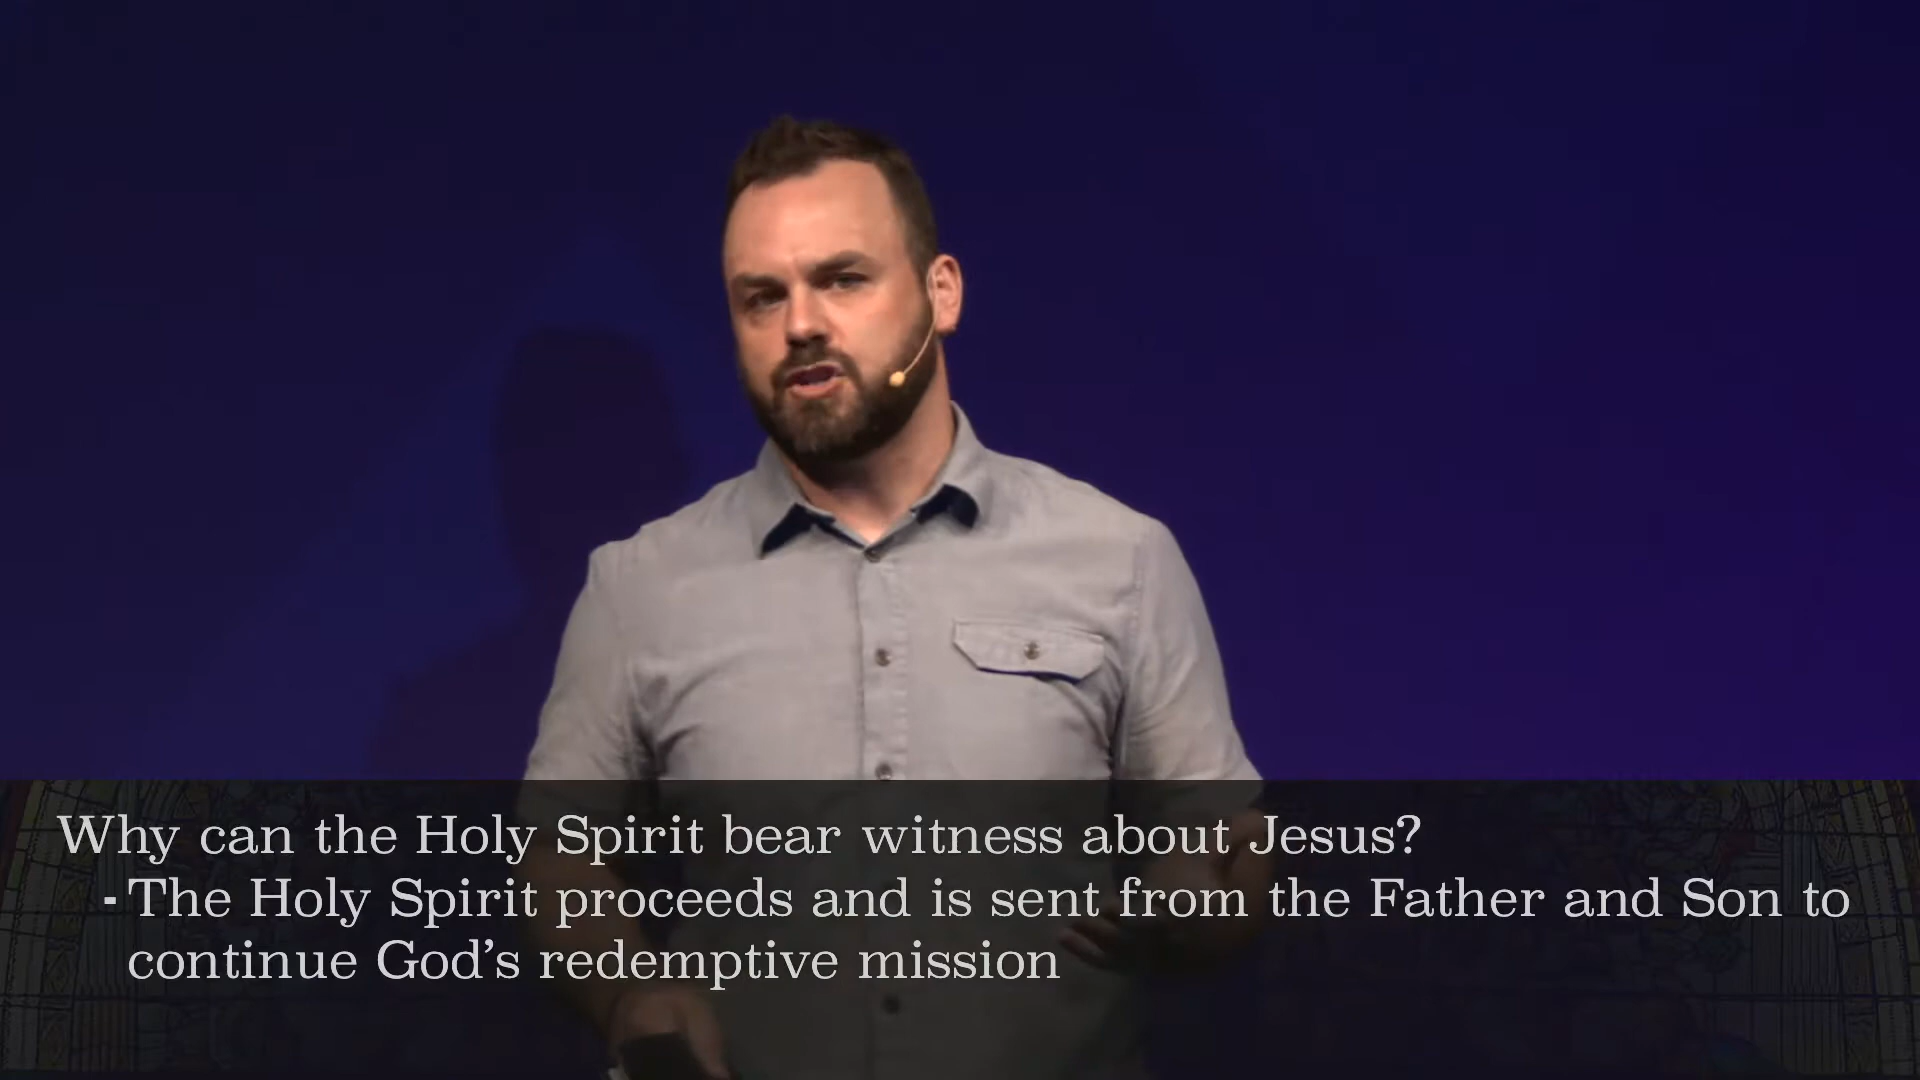 Why can the Holy Spirit bear witness about Jesus?
- The Holy Spirit proceeds and is sent from the Father and Son to
continue God’s redemptive mission